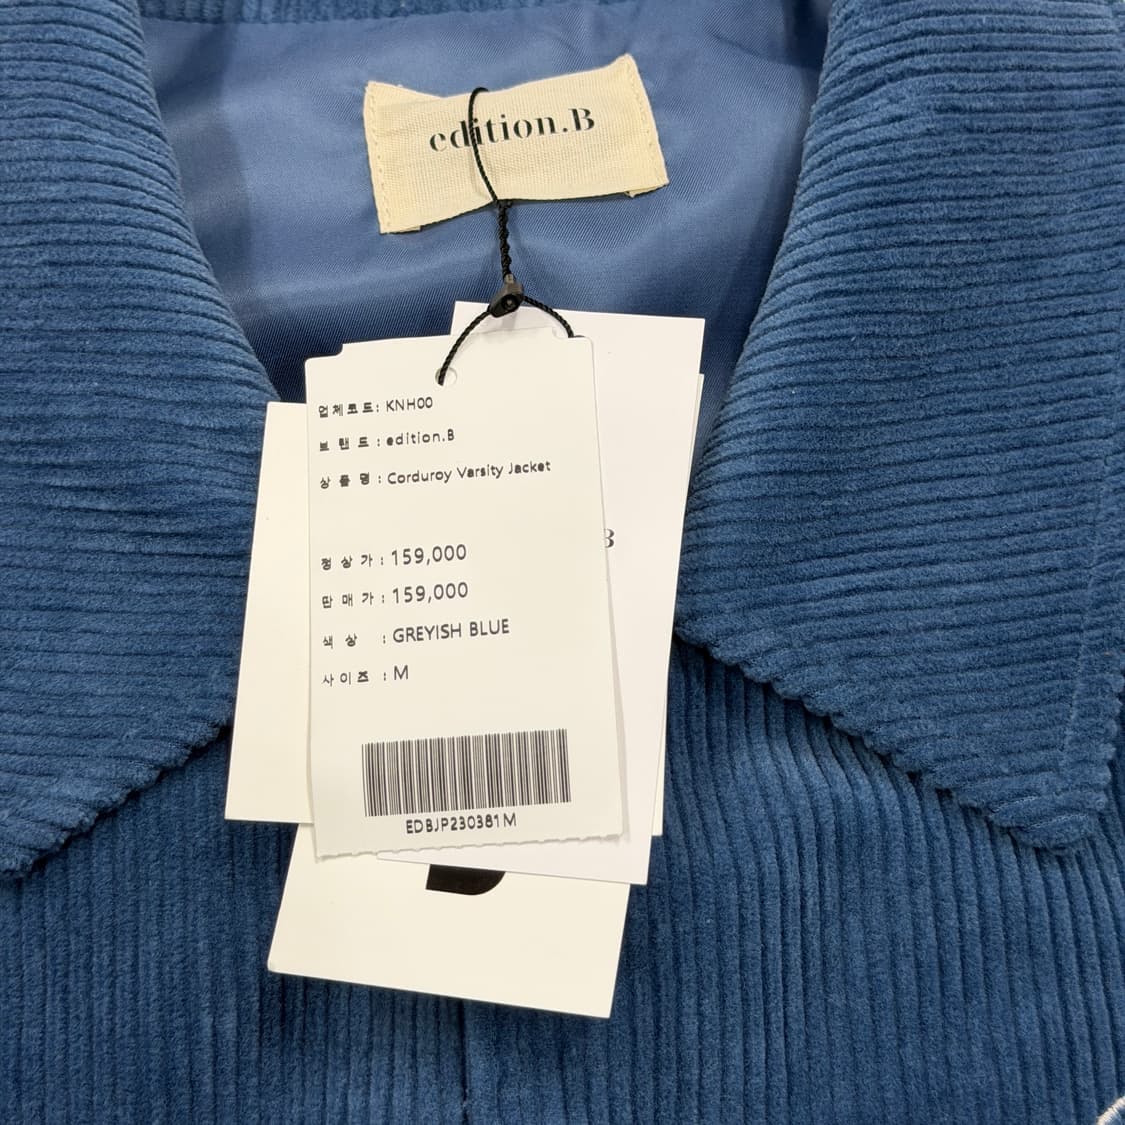 edition.B
업체코드: KNH00
브 랜 드 : edition.B
상 품 명 : Corduroy Varsity Jacket
정 상 가 : 159,000
판 매 가 : 159,000
색 상 : GREYISH BLUE
사 이 즈 : M
EDBJP230381M
B